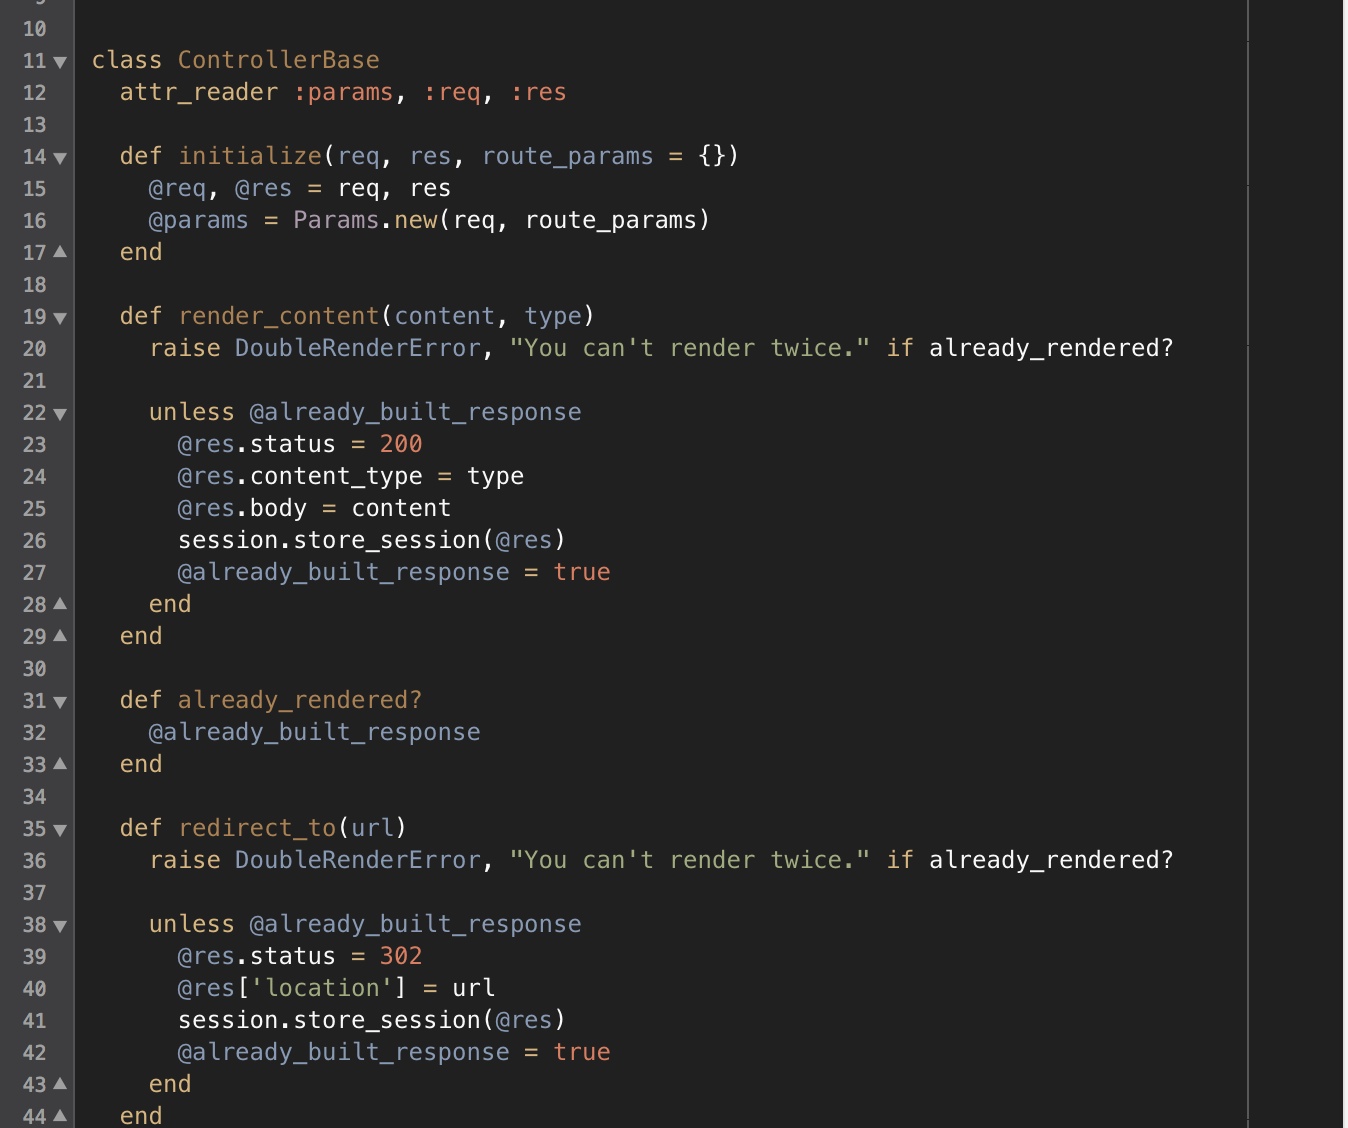 10
11 class ControllerBase
12   attr_reader :params, :req, :res
13
14   def initialize(req, res, route_params = {})
15     @req, @res = req, res
16     @params = Params.new(req, route_params)
17   end
18
19   def render_content(content, type)
20     raise DoubleRenderError, "You can't render twice." if already_rendered?
21
22     unless @already_built_response
23       @res.status = 200
24       @res.content_type = type
25       @res.body = content
26       session.store_session(@res)
27       @already_built_response = true
28     end
29   end
30
31   def already_rendered?
32     @already_built_response
33   end
34
35   def redirect_to(url)
36     raise DoubleRenderError, "You can't render twice." if already_rendered?
37
38     unless @already_built_response
39       @res.status = 302
40       @res['location'] = url
41       session.store_session(@res)
42       @already_built_response = true
43     end
44   end